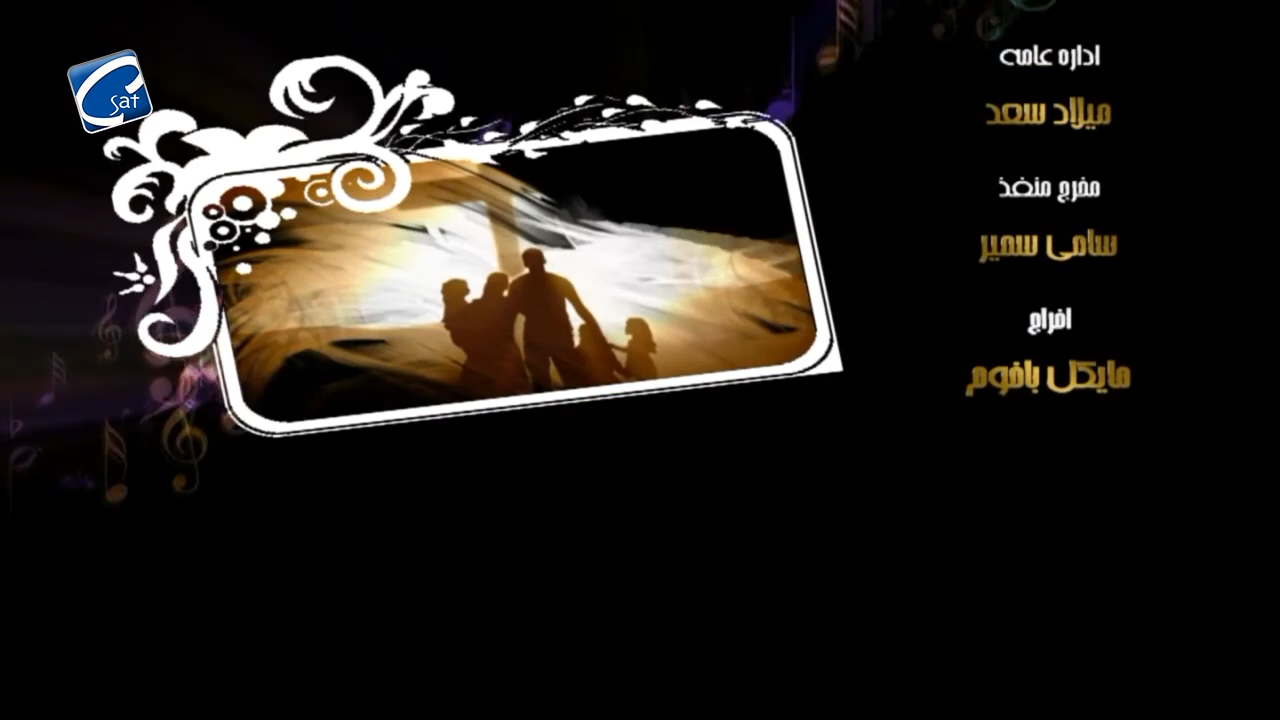 C sat
اداره عامه
ميلاد سعد
مخرج منفذ
سامى سمير
اخراج
مايكل باخوم